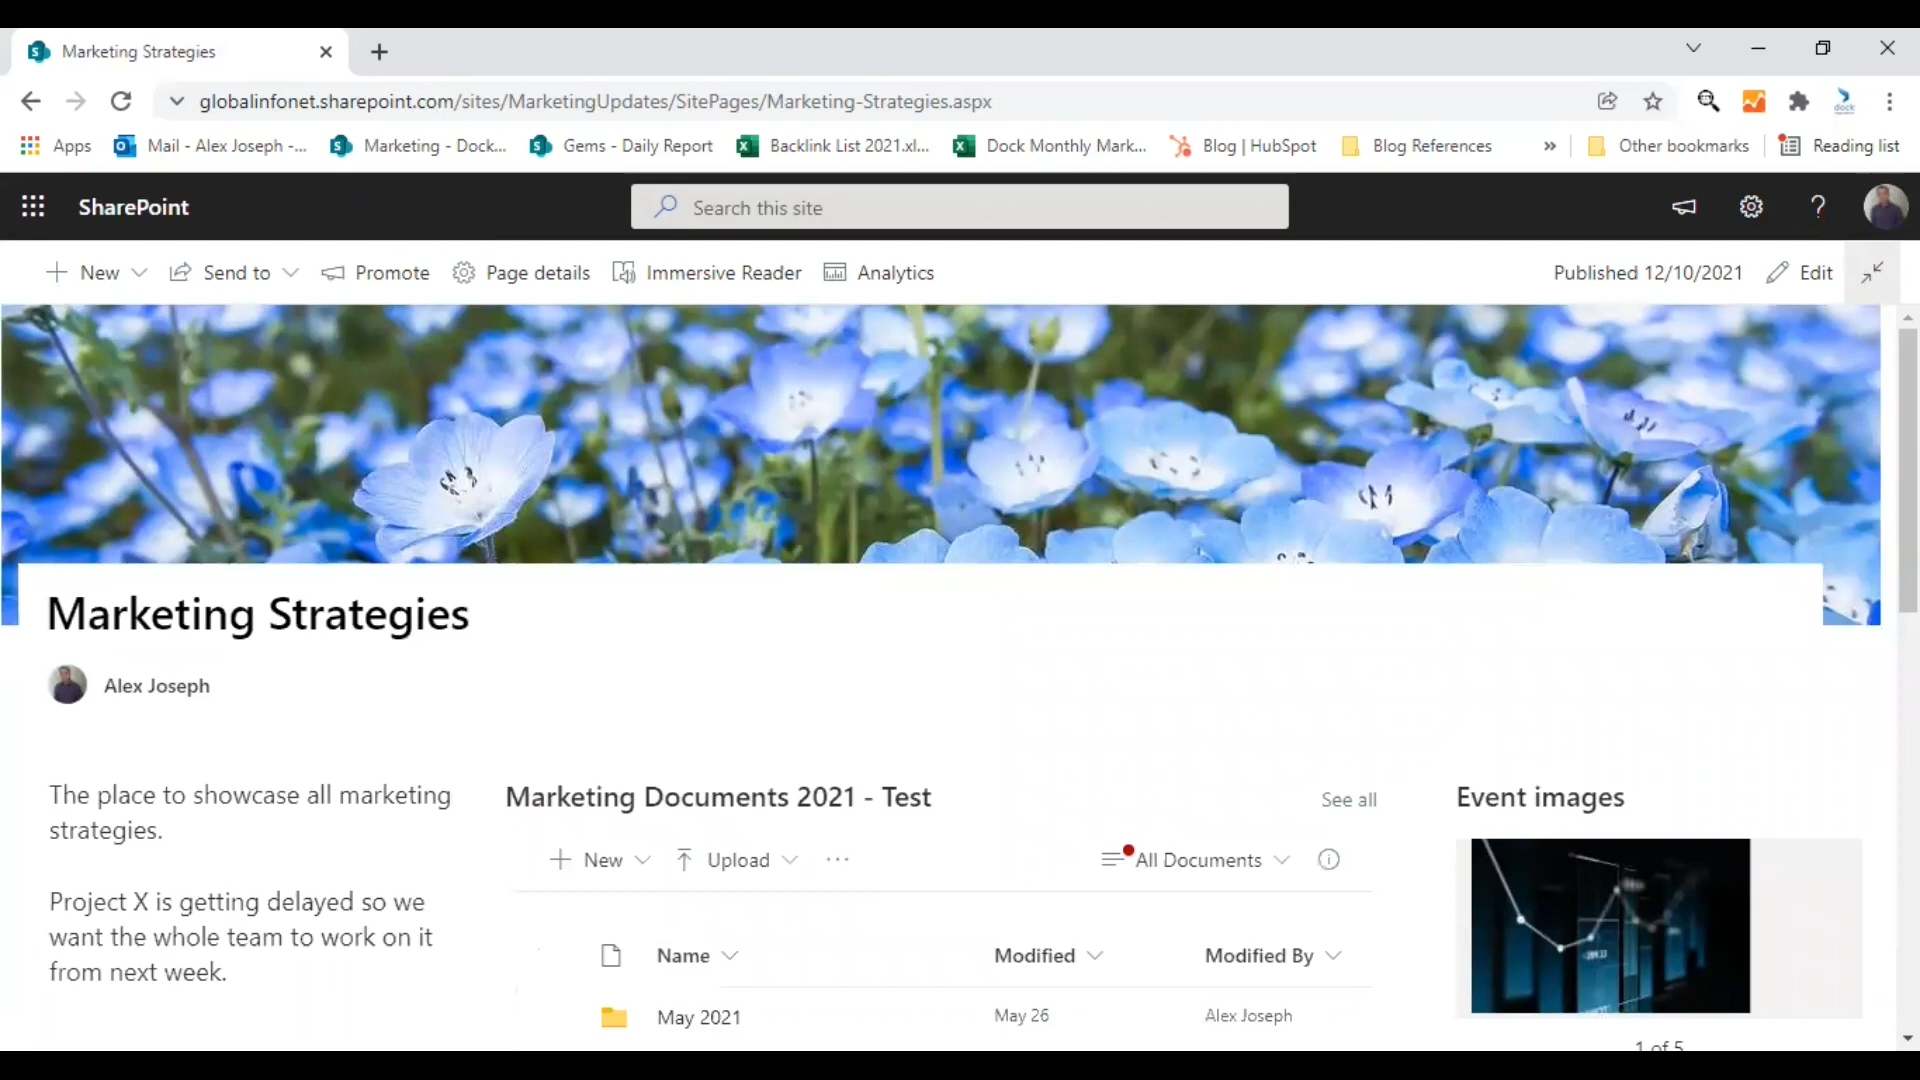 Marketing Strategies
globalinfonet.sharepoint.com/sites/MarketingUpdates/SitePages/Marketing-Strategies.aspx
dock
Apps Mail - Alex Joseph -... Marketing - Dock... Gems - Daily Report Backlink List 2021.xl... Dock Monthly Mark... Blog | HubSpot Blog References » Other bookmarks Reading list
SharePoint Search this site
New Send to Promote Page details Immersive Reader Analytics Published 12/10/2021 Edit
Marketing Strategies
Alex Joseph
The place to showcase all marketing
strategies.
Project X is getting delayed so we
want the whole team to work on it
from next week.
Marketing Documents 2021 - Test See all
New Upload ··· All Documents
Name Modified Modified By
May 2021 May 26 Alex Joseph
Event images
1 of 5